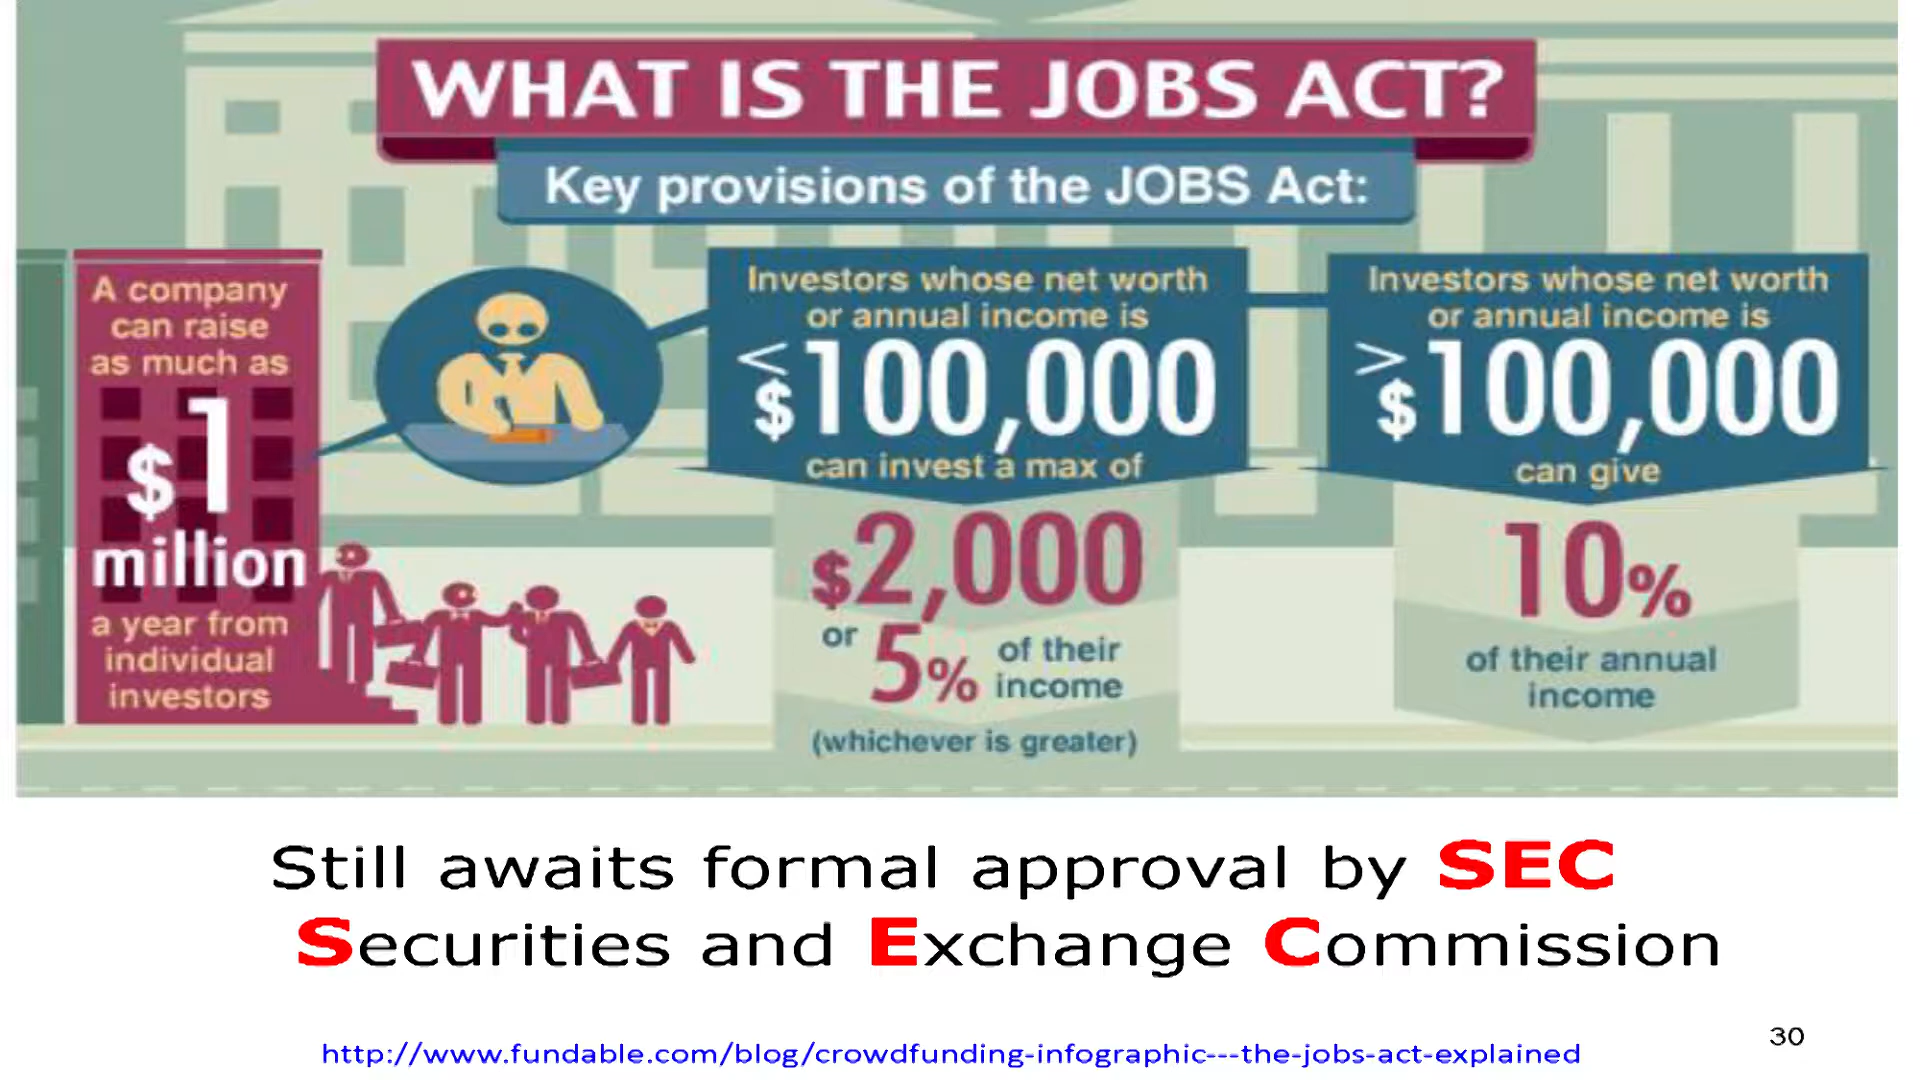 WHAT IS THE JOBS ACT?
Key provisions of the JOBS Act:
A company
can raise
as much as
$1
million
a year from
individual
investors
Investors whose net worth
or annual income is
<
$100,000
can invest a max of
$2,000
or 5% of their
income
(whichever is greater)
Investors whose net worth
or annual income is
>
$100,000
can give
10%
of their annual
income
Still awaits formal approval by SEC
Securities and Exchange Commission
http://www.fundable.com/blog/crowdfunding-infographic---the-jobs-act-explained
30